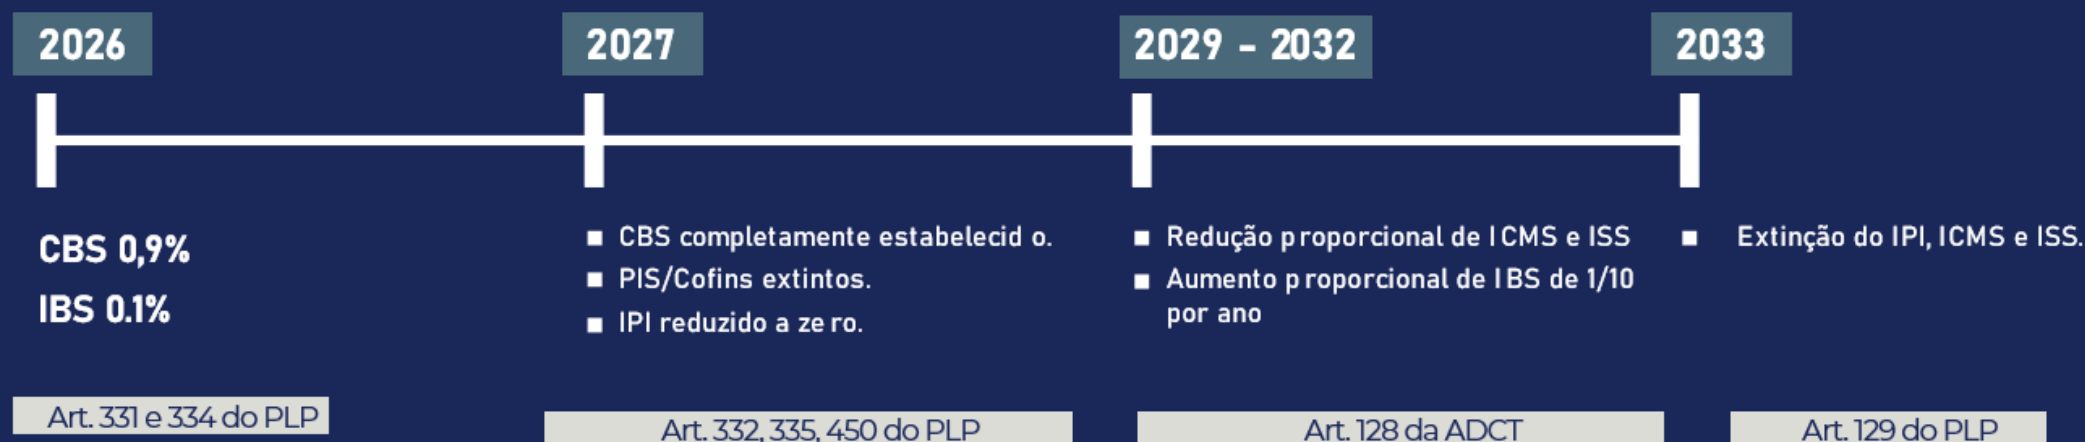 2026
CBS 0,9%
IBS 0.1%
Art. 331 e 334 do PLP
2027
CBS completamente estabelecid o.
PIS/Cofins extintos.
IPI reduzido a ze ro.
Art. 332, 335, 450 do PLP
2029 - 2032
Redução p roporcional de I CMS e ISS
Aumento p roporcional de I BS de 1/10
por ano
Art. 128 da ADCT
2033
Extinção do IPI, ICMS e ISS.
Art. 129 do PLP